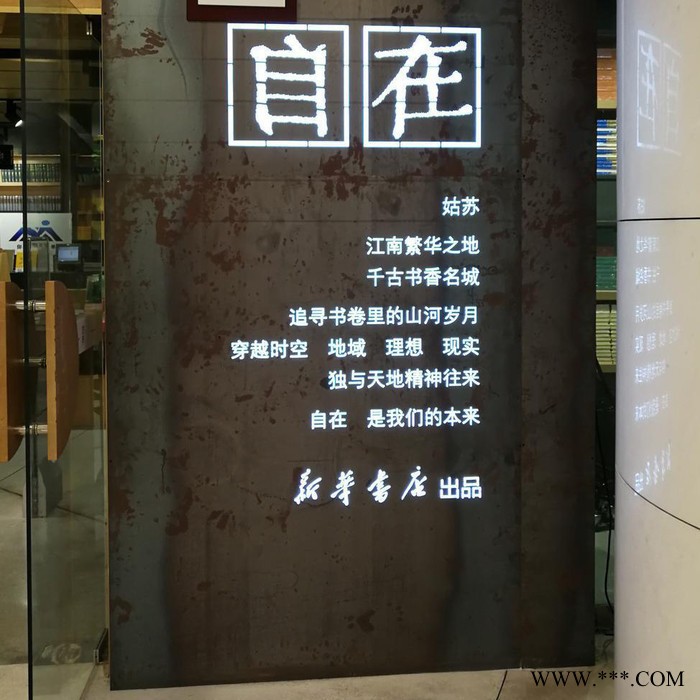 自在
姑苏
江南繁华之地
千古书香名城
追寻书卷里的山河岁月
穿越时空 地域 理想 现实
独与天地精神往来
自在 是我们的本来
新华书店 出品
WWW.***.COM